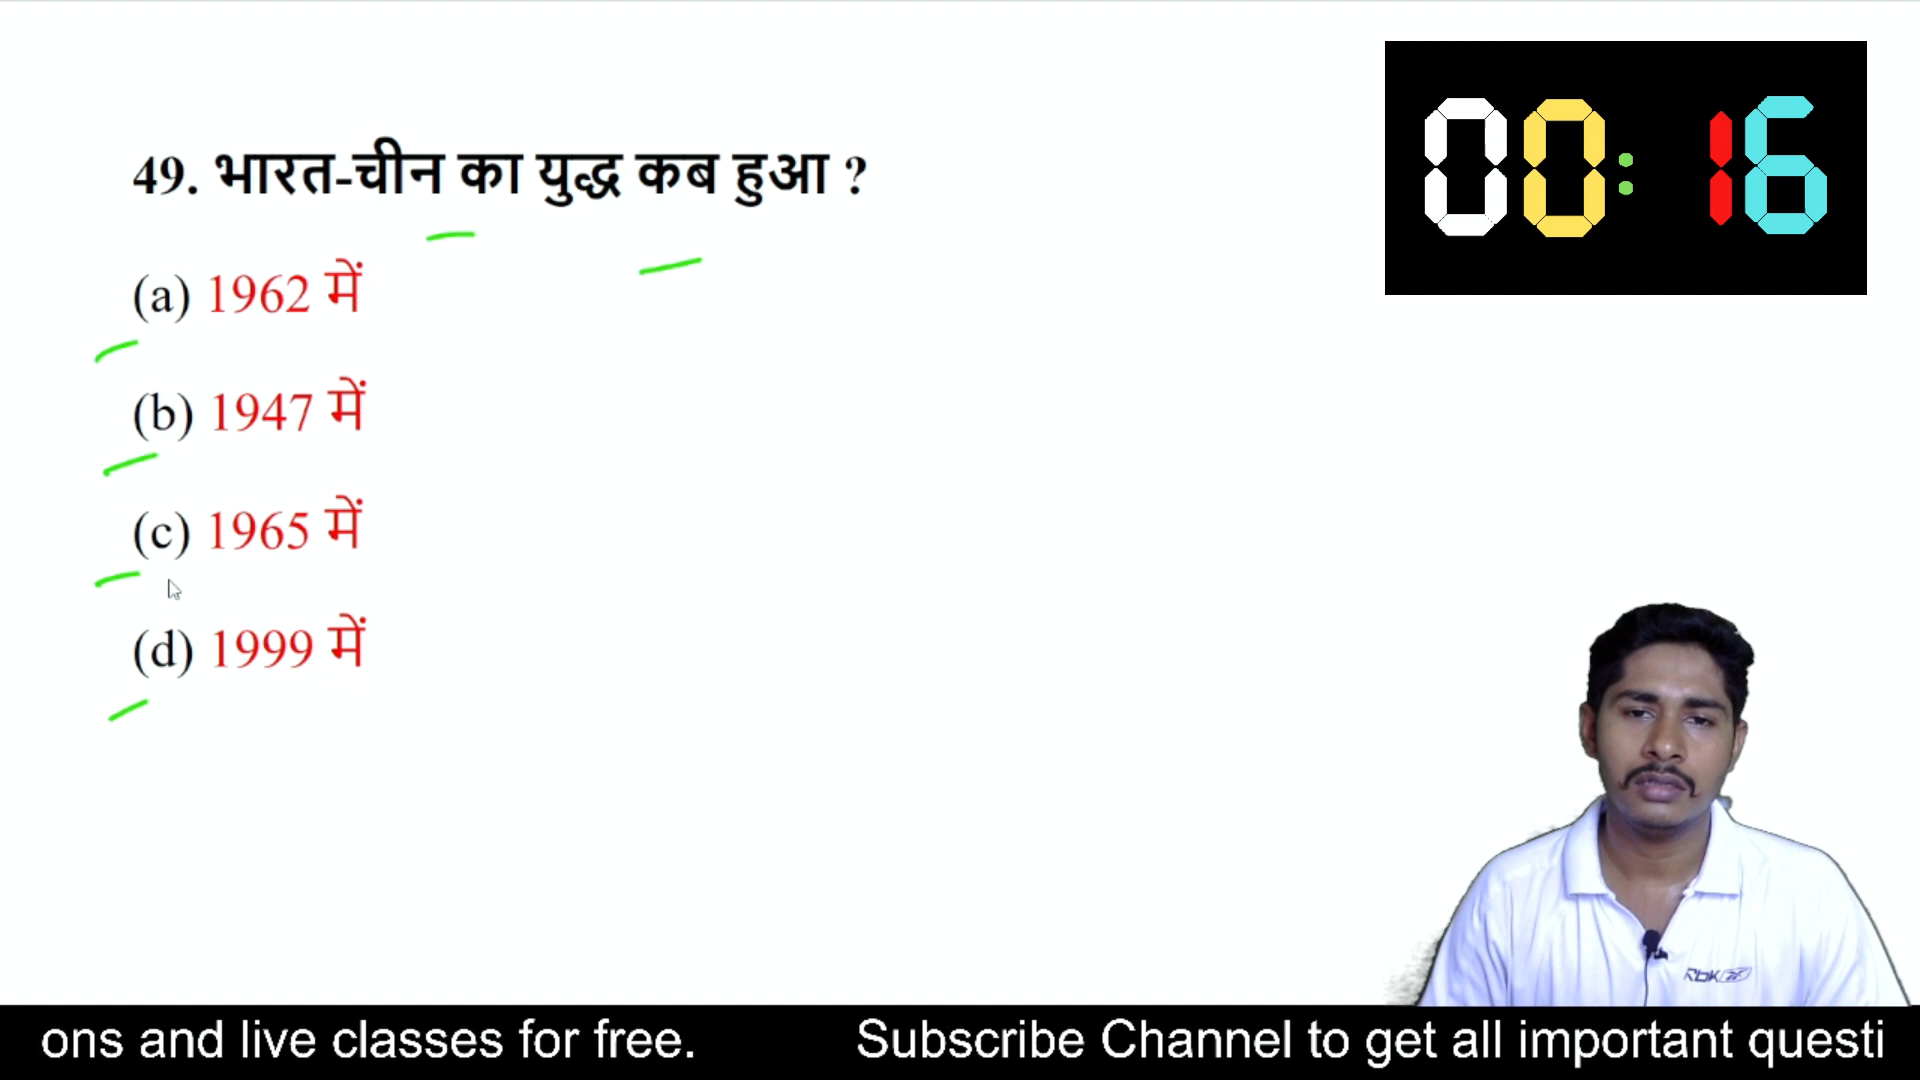 49. भारत-चीन का युद्ध कब हुआ ?
00:16
(a) 1962 में
(b) 1947 में
(c) 1965 में
(d) 1999 में
RbK
ons and live classes for free. Subscribe Channel to get all important questi